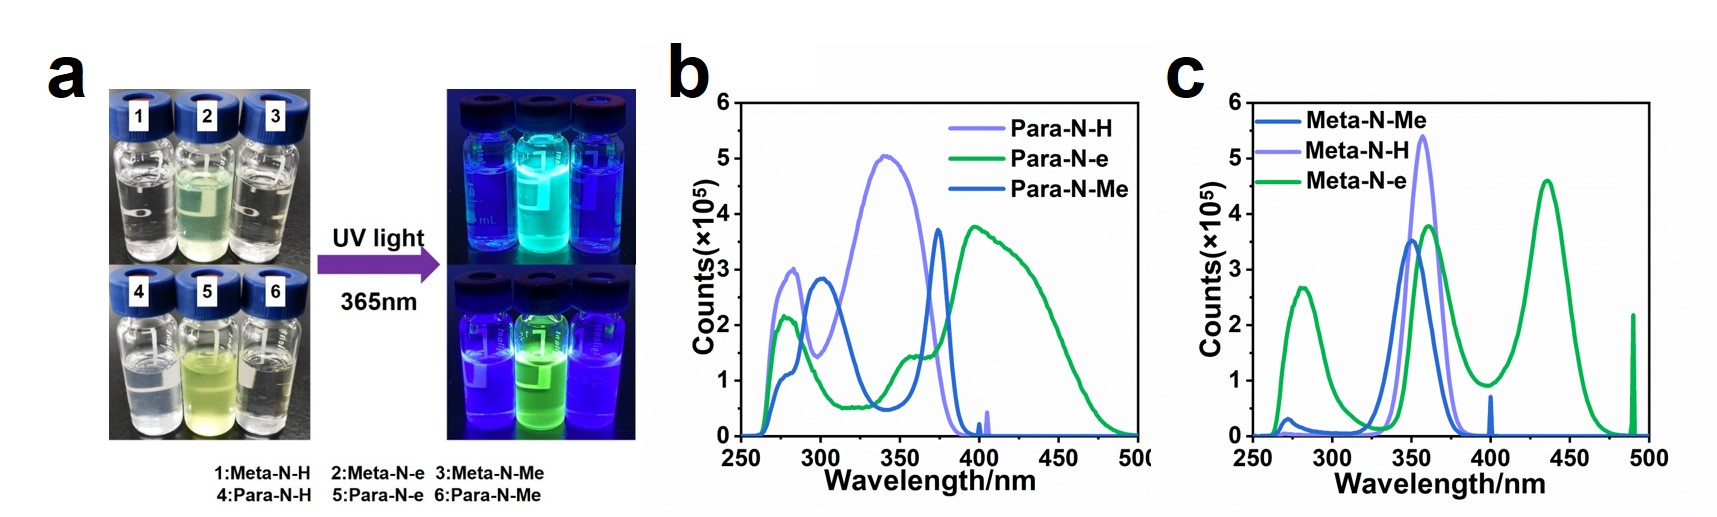 a
1 2 3
4 5 6
UV light
365nm
1:Meta-N-H 2:Meta-N-e 3:Meta-N-Me
4:Para-N-H 5:Para-N-e 6:Para-N-Me
b
Counts(×10⁵)
6
5
4
3
2
1
0
Para-N-H
Para-N-e
Para-N-Me
250 300 350 400 450 500
Wavelength/nm
c
Counts(×10⁵)
6
5
4
3
2
1
0
Meta-N-Me
Meta-N-H
Meta-N-e
250 300 350 400 450 500
Wavelength/nm